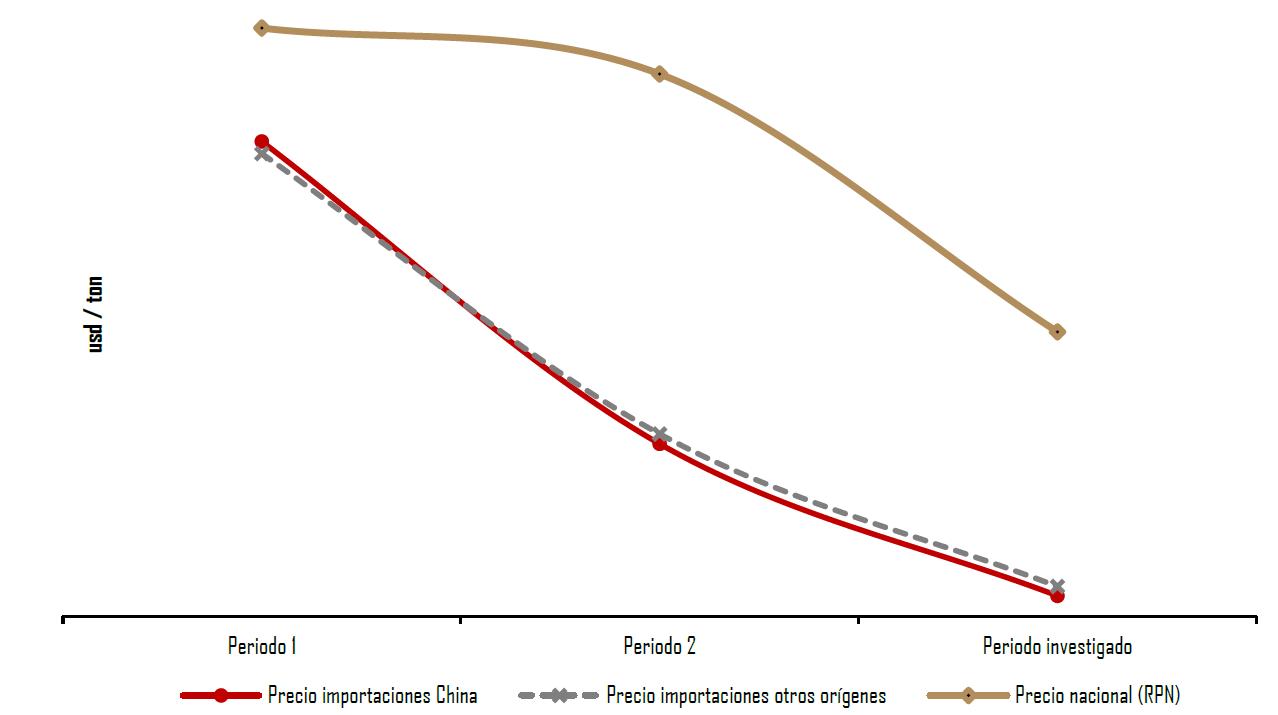 usd / ton
Periodo 1
Periodo 2
Periodo investigado
Precio importaciones China
Precio importaciones otros orígenes
Precio nacional (RPN)